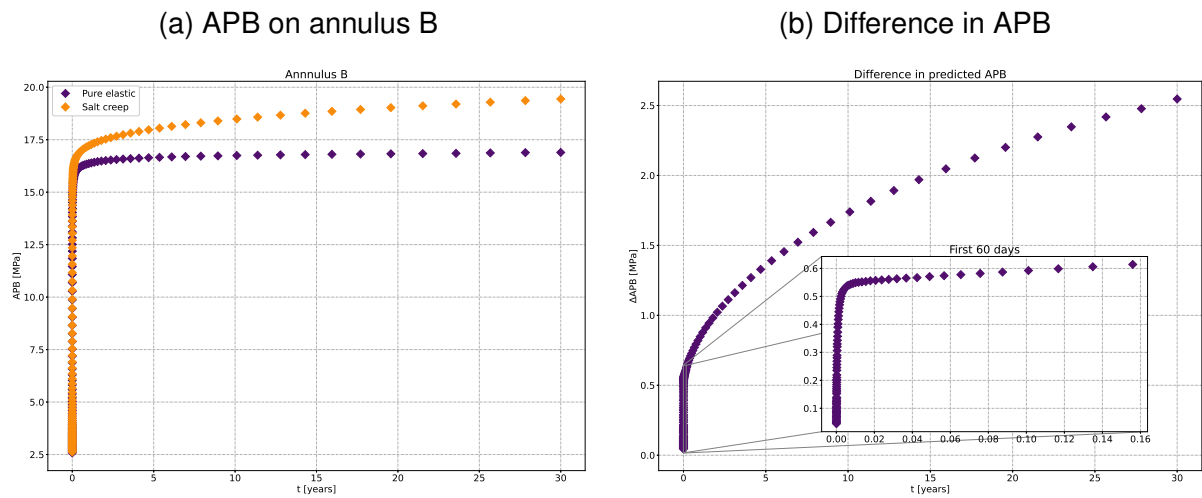 (a) APB on annulus B
Annnulus B
Pure elastic
Salt creep
20.0
17.5
15.0
12.5
10.0
7.5
5.0
2.5
APB [MPa]
0 5 10 15 20 25 30
t [years]
(b) Difference in APB
Difference in predicted APB
2.5
2.0
1.5
1.0
0.5
0.0
ΔAPB [MPa]
First 60 days
0.6
0.5
0.4
0.3
0.2
0.1
0.00 0.02 0.04 0.06 0.08 0.10 0.12 0.14 0.16
0 5 10 15 20 25 30
t [years]